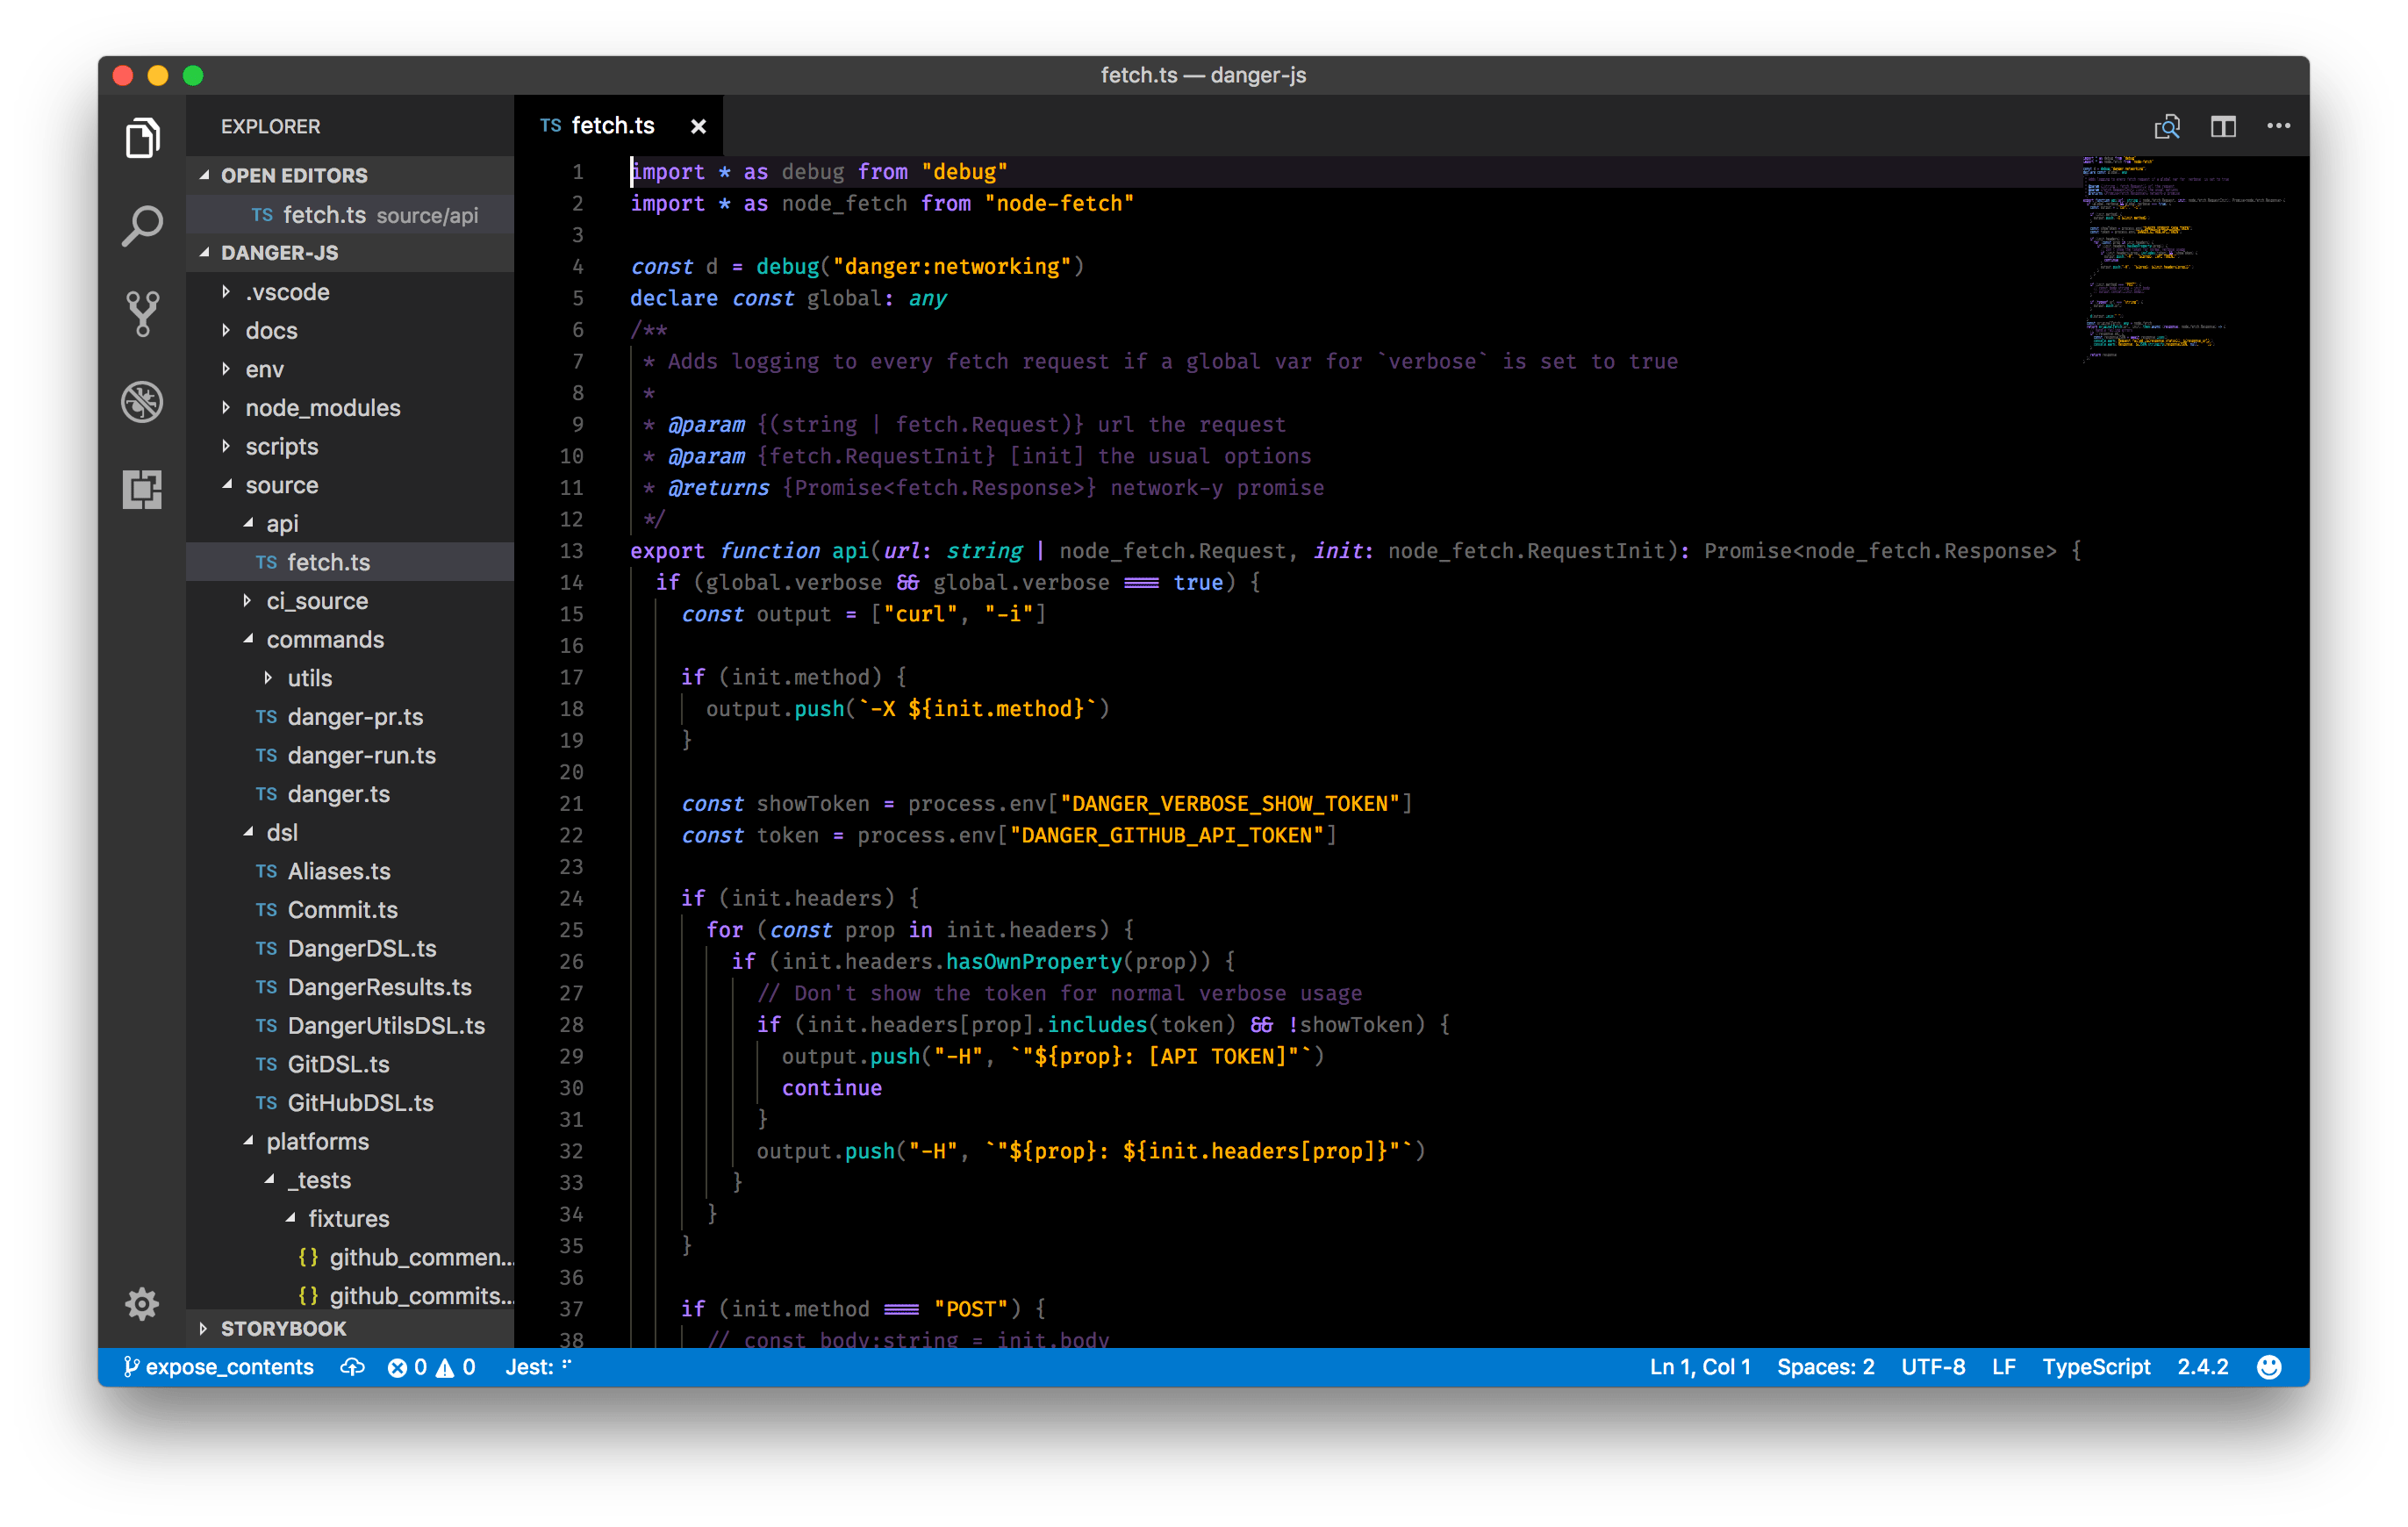 fetch.ts — danger-js
EXPLORER
OPEN EDITORS
TS fetch.ts source/api
DANGER-JS
.vscode
docs
env
node_modules
scripts
source
api
TS fetch.ts
ci_source
commands
utils
TS danger-pr.ts
TS danger-run.ts
TS danger.ts
dsl
TS Aliases.ts
TS Commit.ts
TS DangerDSL.ts
TS DangerResults.ts
TS DangerUtilsDSL.ts
TS GitDSL.ts
TS GitHubDSL.ts
platforms
_tests
fixtures
{} github_commen...
{} github_commits...
STORYBOOK
TS fetch.ts ×
1 import * as debug from "debug"
2 import * as node_fetch from "node-fetch"
3
4 const d = debug("danger:networking")
5 declare const global: any
6 /**
7  * Adds logging to every fetch request if a global var for `verbose` is set to true
8  *
9  * @param {(string | fetch.Request)} url the request
10  * @param {fetch.RequestInit} [init] the usual options
11  * @returns {Promise<fetch.Response>} network-y promise
12  */
13 export function api(url: string | node_fetch.Request, init: node_fetch.RequestInit): Promise<node_fetch.Response> {
14   if (global.verbose && global.verbose === true) {
15     const output = ["curl", "-i"]
16
17     if (init.method) {
18       output.push(`-X ${init.method}`)
19     }
20
21     const showToken = process.env["DANGER_VERBOSE_SHOW_TOKEN"]
22     const token = process.env["DANGER_GITHUB_API_TOKEN"]
23
24     if (init.headers) {
25       for (const prop in init.headers) {
26         if (init.headers.hasOwnProperty(prop)) {
27           // Don't show the token for normal verbose usage
28           if (init.headers[prop].includes(token) && !showToken) {
29             output.push("-H", `"${prop}: [API TOKEN]"`)
30             continue
31           }
32           output.push("-H", `"${prop}: ${init.headers[prop]}"`)
33         }
34       }
35     }
36
37     if (init.method === "POST") {
38       // const body:string = init.body
expose_contents 0 0 Jest:
Ln 1, Col 1 Spaces: 2 UTF-8 LF TypeScript 2.4.2